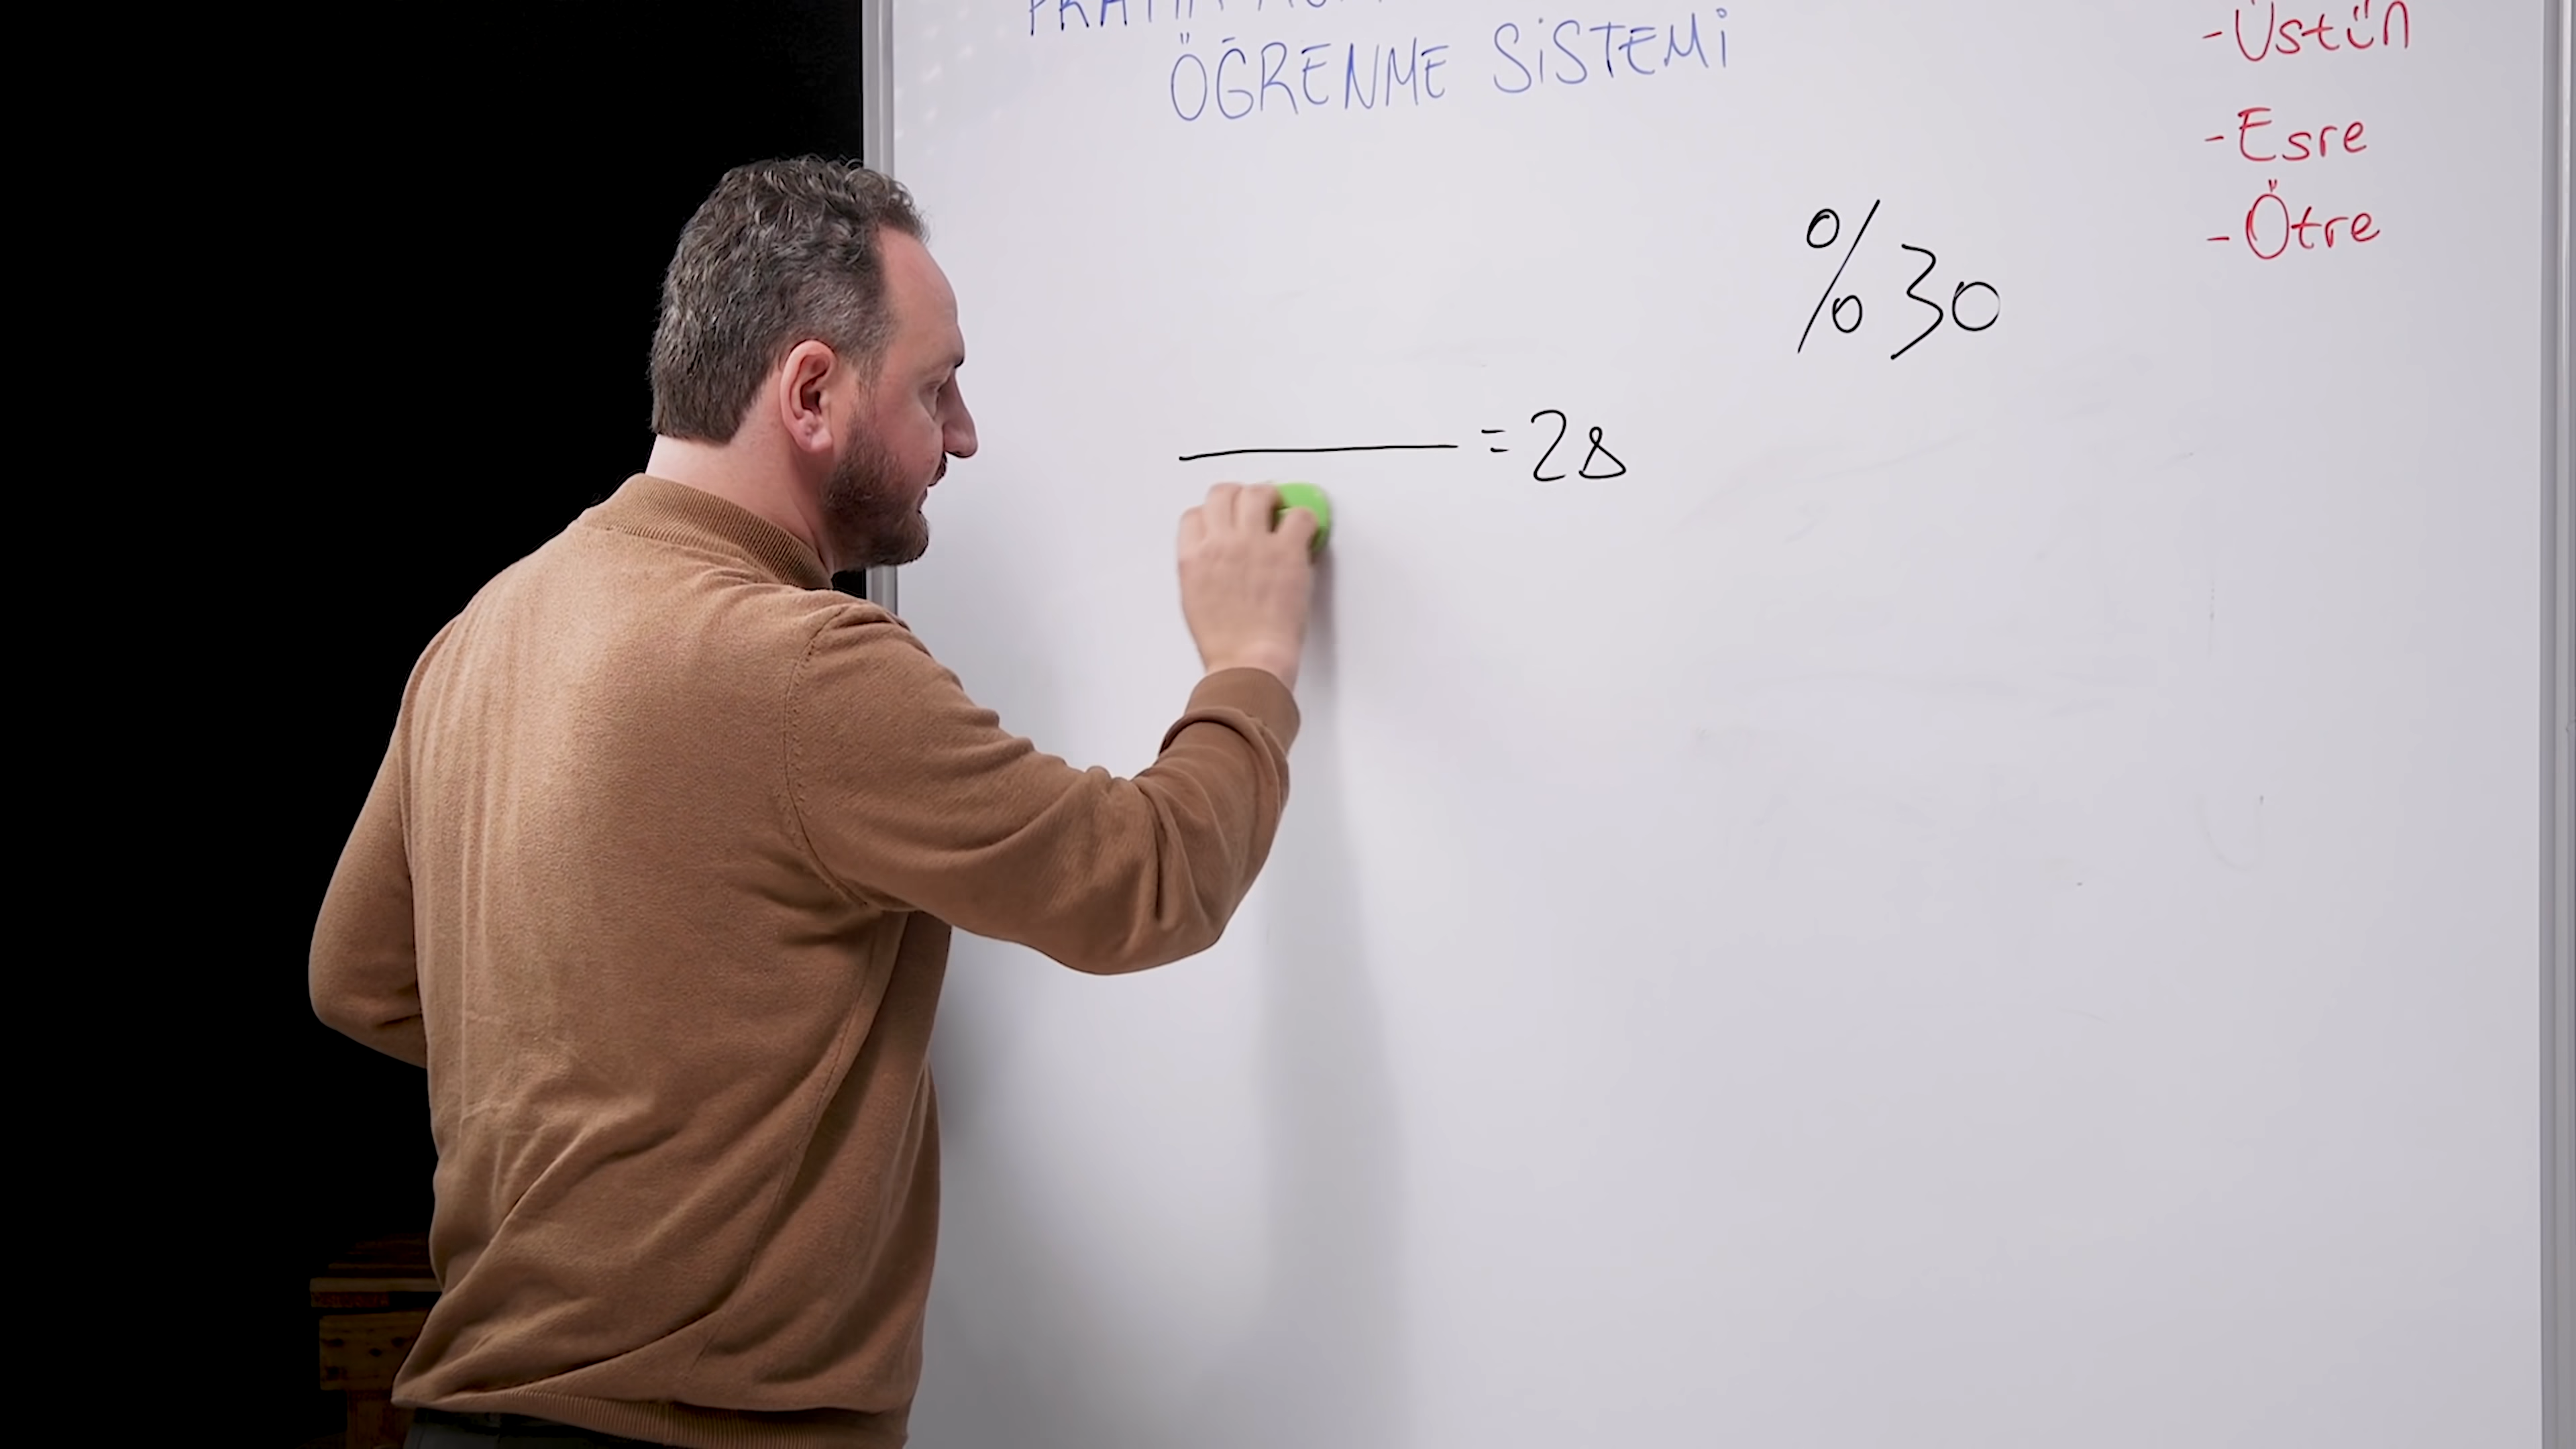 ÖĞRENME SİSTEMİ
-Üstün
-Esre
-Ötre
%30
= 28